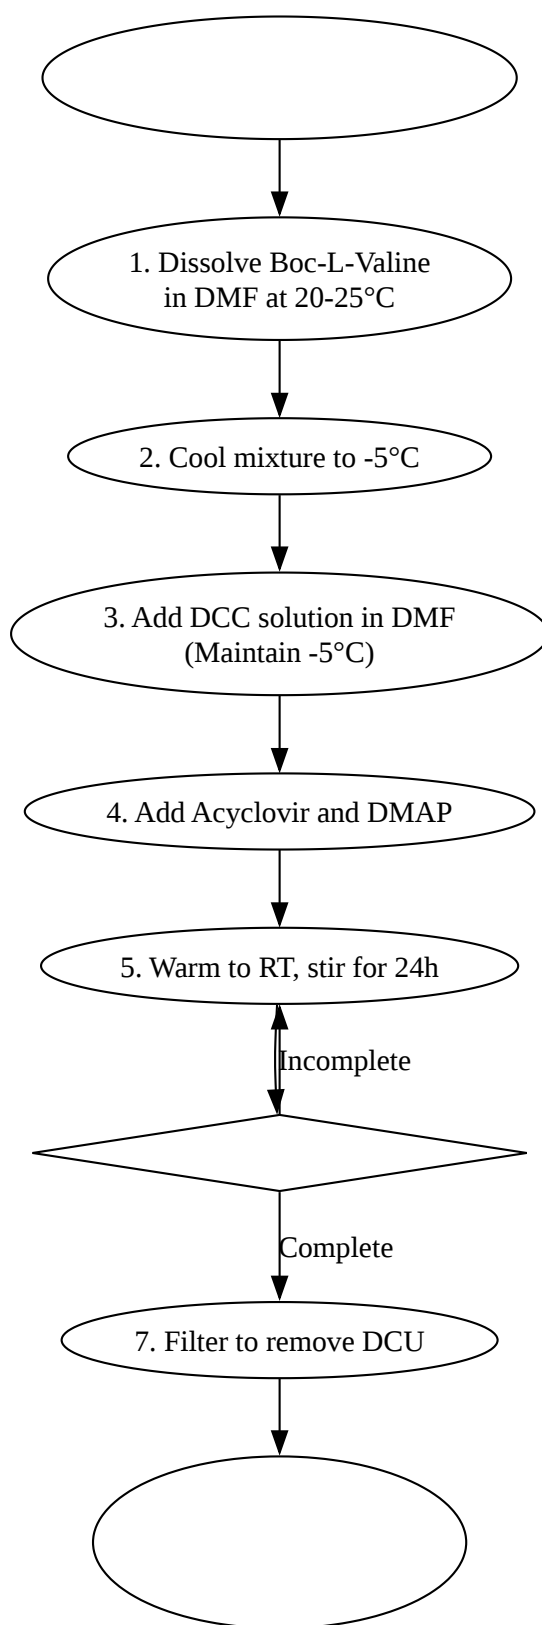 1. Dissolve Boc-L-Valine
in DMF at 20-25°C
2. Cool mixture to -5°C
3. Add DCC solution in DMF
(Maintain -5°C)
4. Add Acyclovir and DMAP
5. Warm to RT, stir for 24h
Incomplete
Complete
7. Filter to remove DCU